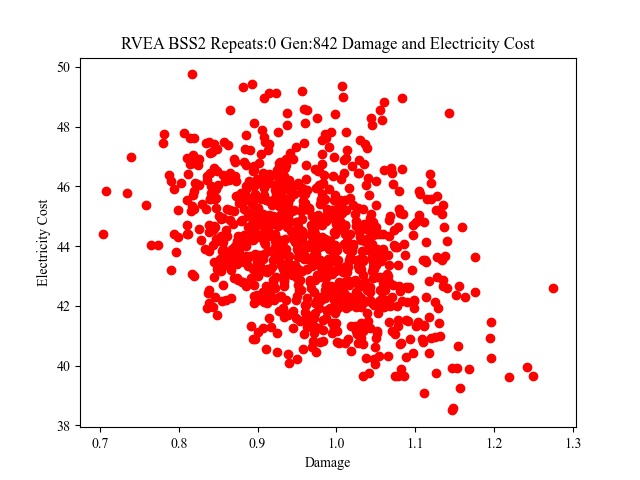 RVEA BSS2 Repeats:0 Gen:842 Damage and Electricity Cost
50
48
46
44
42
40
38
Electricity Cost
0.7 0.8 0.9 1.0 1.1 1.2 1.3
Damage